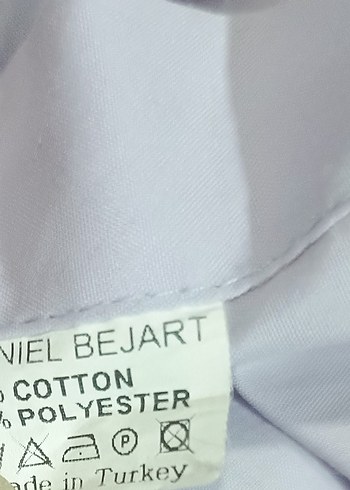 NIEL BEJART
COTTON
% POLYESTER
P
ade in Turkey